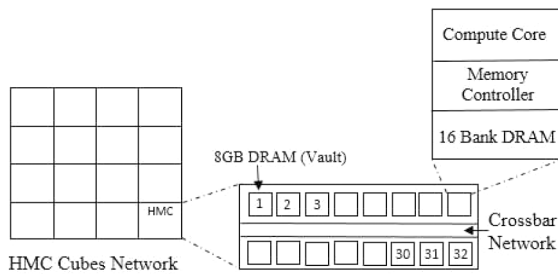 Compute Core
Memory
Controller
16 Bank DRAM
8GB DRAM (Vault)
1 2 3
HMC
Crossbar
Network
30 31 32
HMC Cubes Network